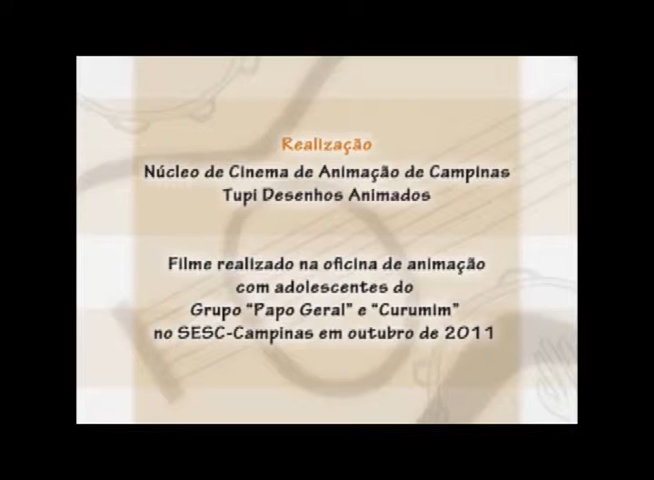 Realização
Núcleo de Cinema de Animação de Campinas
Tupi Desenhos Animados
Filme realizado na oficina de animação
com adolescentes do
Grupo "Papo Geral" e "Curumim"
no SESC-Campinas em outubro de 2011